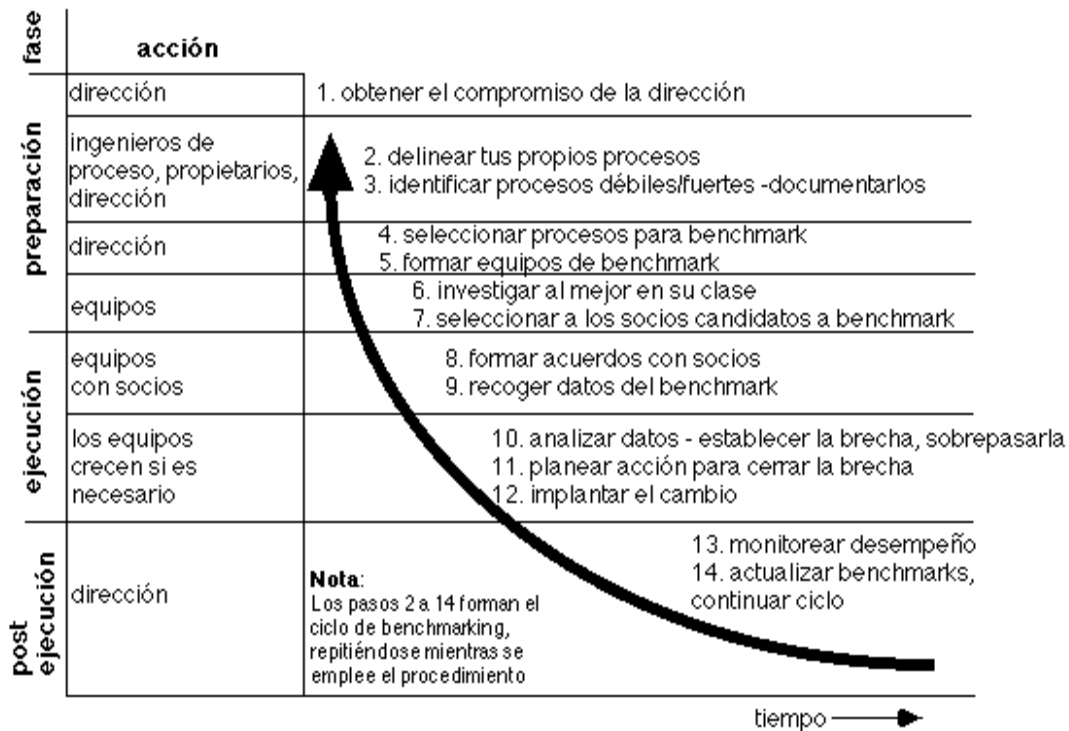 fase
acción
preparación
dirección
1. obtener el compromiso de la dirección
ingenieros de
proceso, propietarios,
dirección
2. delinear tus propios procesos
3. identificar procesos débiles/fuertes -documentarlos
dirección
4. seleccionar procesos para benchmark
5. formar equipos de benchmark
equipos
6. investigar al mejor en su clase
7. seleccionar a los socios candidatos a benchmark
ejecución
equipos
con socios
8. formar acuerdos con socios
9. recoger datos del benchmark
los equipos
crecen si es
necesario
10. analizar datos - establecer la brecha, sobrepasarla
11. planear acción para cerrar la brecha
12. implantar el cambio
post
ejecución
dirección
13. monitorear desempeño
14. actualizar benchmarks,
continuar ciclo
Nota:
Los pasos 2 a 14 forman el
ciclo de benchmarking,
repitiéndose mientras se
emplee el procedimiento
tiempo